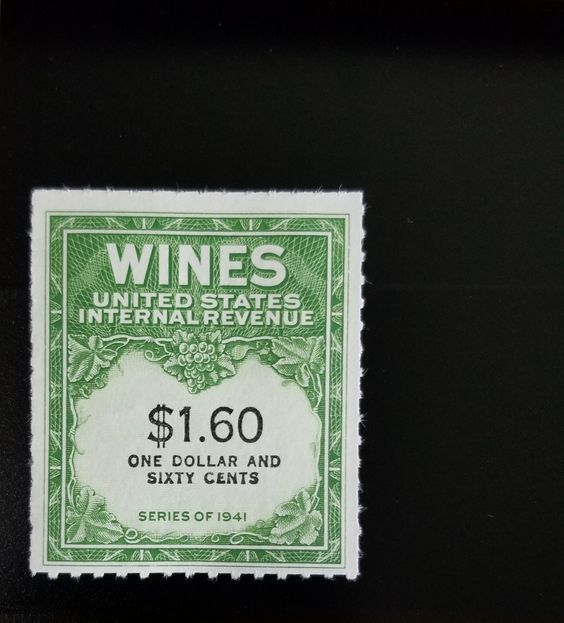 WINES
UNITED STATES
INTERNAL REVENUE
$1.60
ONE DOLLAR AND
SIXTY CENTS
SERIES OF 1941